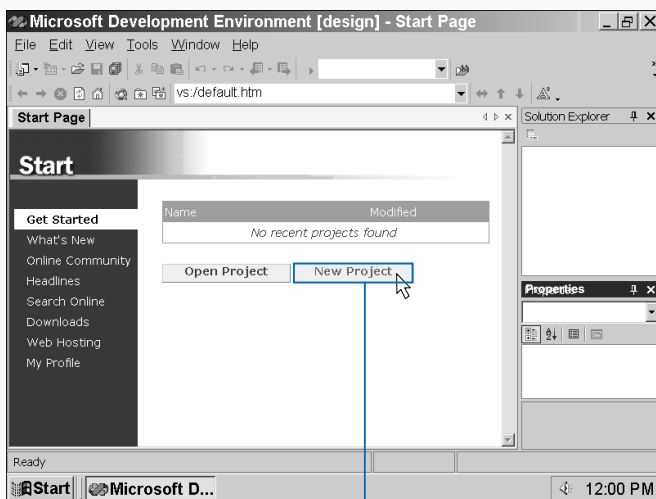 Microsoft Development Environment [design] - Start Page
File Edit View Tools Window Help
vs:/default.htm
Start Page
Solution Explorer
Start
Get Started
What's New
Online Community
Headlines
Search Online
Downloads
Web Hosting
My Profile
Name Modified
No recent projects found
Open Project New Project
Properties
Ready
Start Microsoft D... 12:00 PM